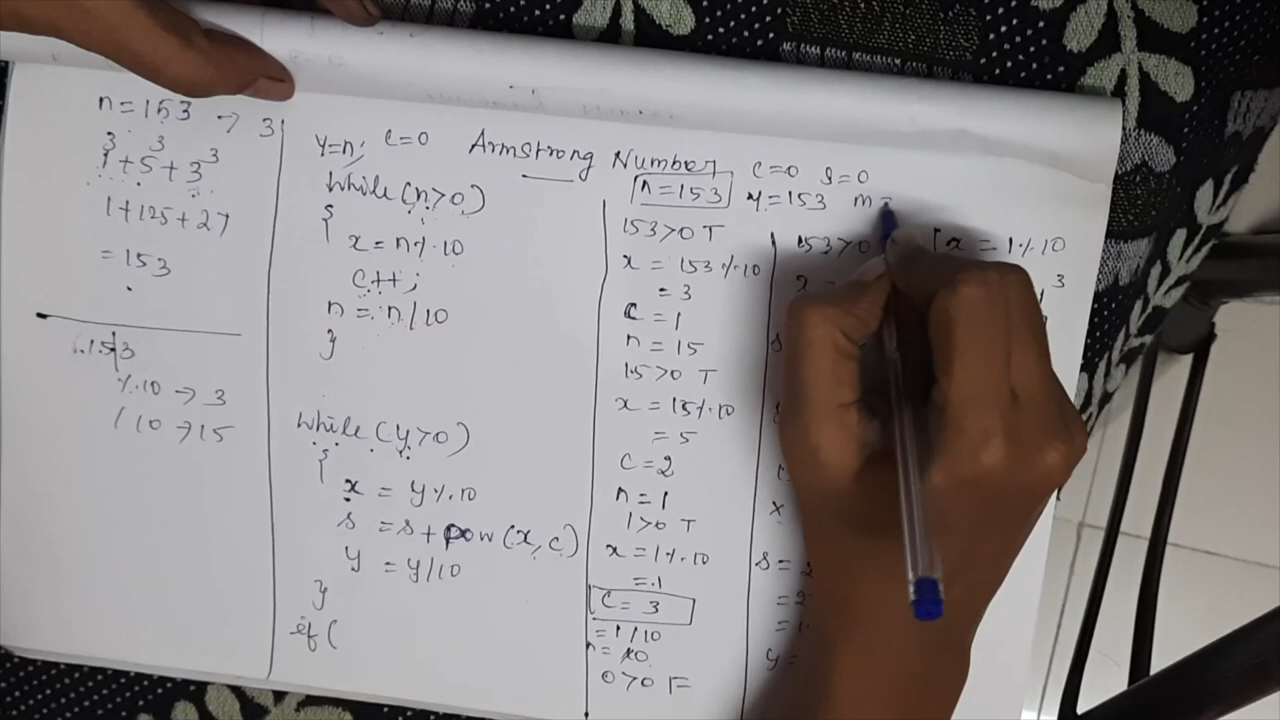 Armstrong Number
n=153 → 3
1³+5³+3³
1+125+27
=153
153
%10 → 3
/10 → 15
y=n; c=0
while(n>0)
{
x=n%10
c++;
n=n/10
}
while(y>0)
{
x = y%10
s = s+pow(x,c)
y = y/10
}
if(
c=0 s=0
n=153 y=153 m=
153>0 T
x = 153%10
= 3
c = 1
n = 15
15>0 T
x = 15%10
= 5
c = 2
n = 1
1>0 T
x = 1%10
= 1
c = 3
= 1/10
n = 0
0>0 F
153>0
x =
s
x
s = 2
= 2
= 1
y =
x = 1%10